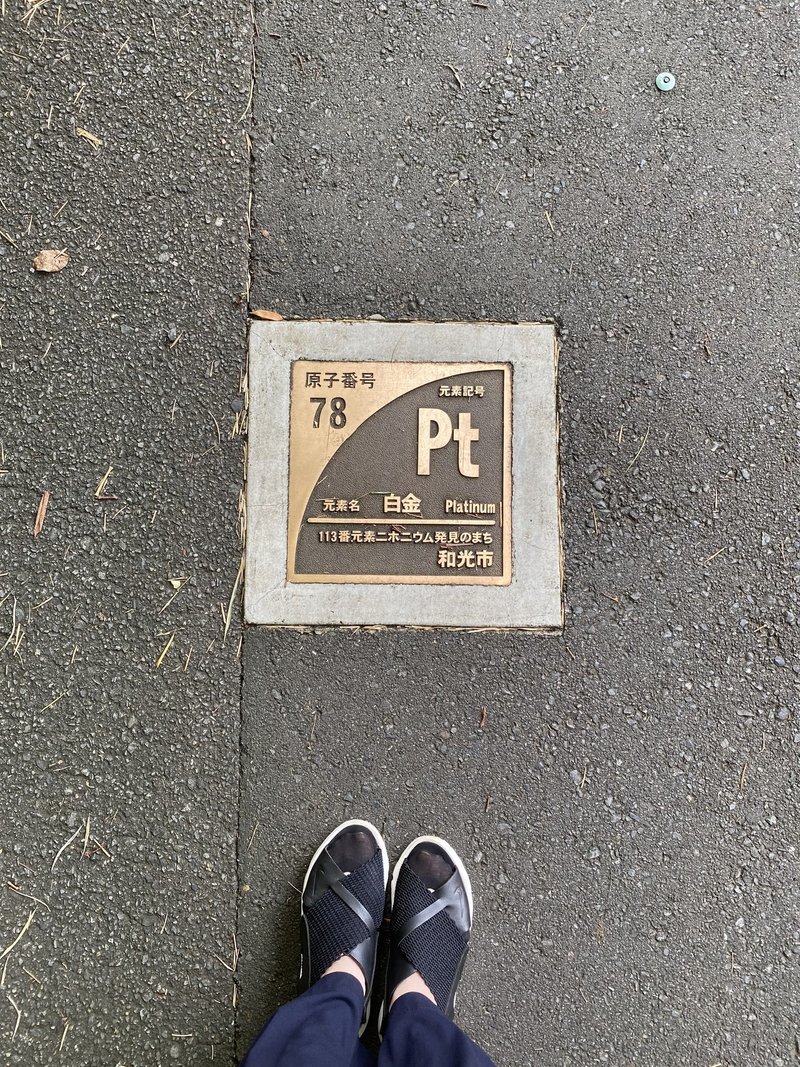 原子番号
78
元素記号
Pt
元素名 白金 Platinum
113番元素ニホニウム発見のまち
和光市